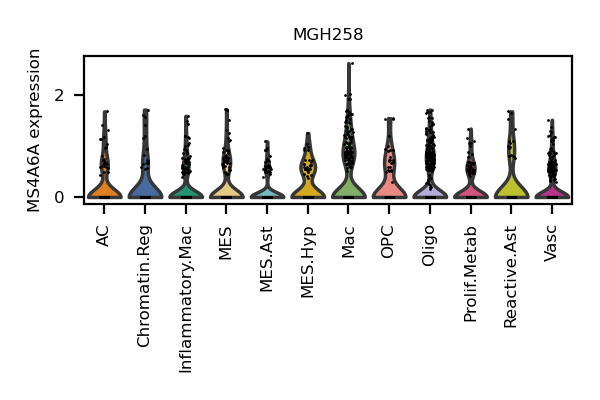 MGH258
MS4A6A expression
2
0
AC
Chromatin.Reg
Inflammatory.Mac
MES
MES.Ast
MES.Hyp
Mac
OPC
Oligo
Prolif.Metab
Reactive.Ast
Vasc